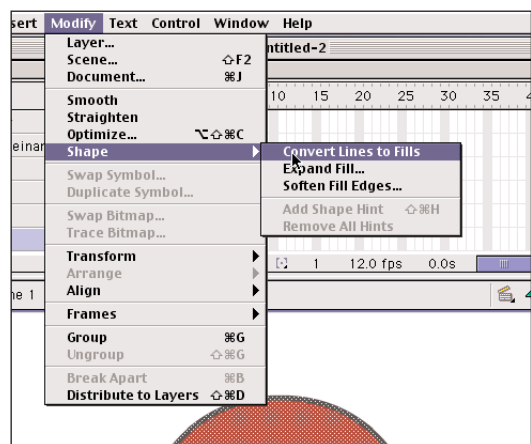 sert Modify Text Control Window Help
ntitled-2
Layer...
Scene... ⇧F2
Document... ⌘J
10 15 20 25 30 35 4
Smooth
Straighten
Optimize... ⌥⇧⌘C
einar
Shape
Convert Lines to Fills
Expand Fill...
Soften Fill Edges...
Add Shape Hint ⇧⌘H
Remove All Hints
Swap Symbol...
Duplicate Symbol...
Swap Bitmap...
Trace Bitmap...
Transform
Arrange
Align
1 12.0 fps 0.0s
ne 1
Frames
Group ⌘G
Ungroup ⇧⌘G
Break Apart ⌘B
Distribute to Layers ⇧⌘D